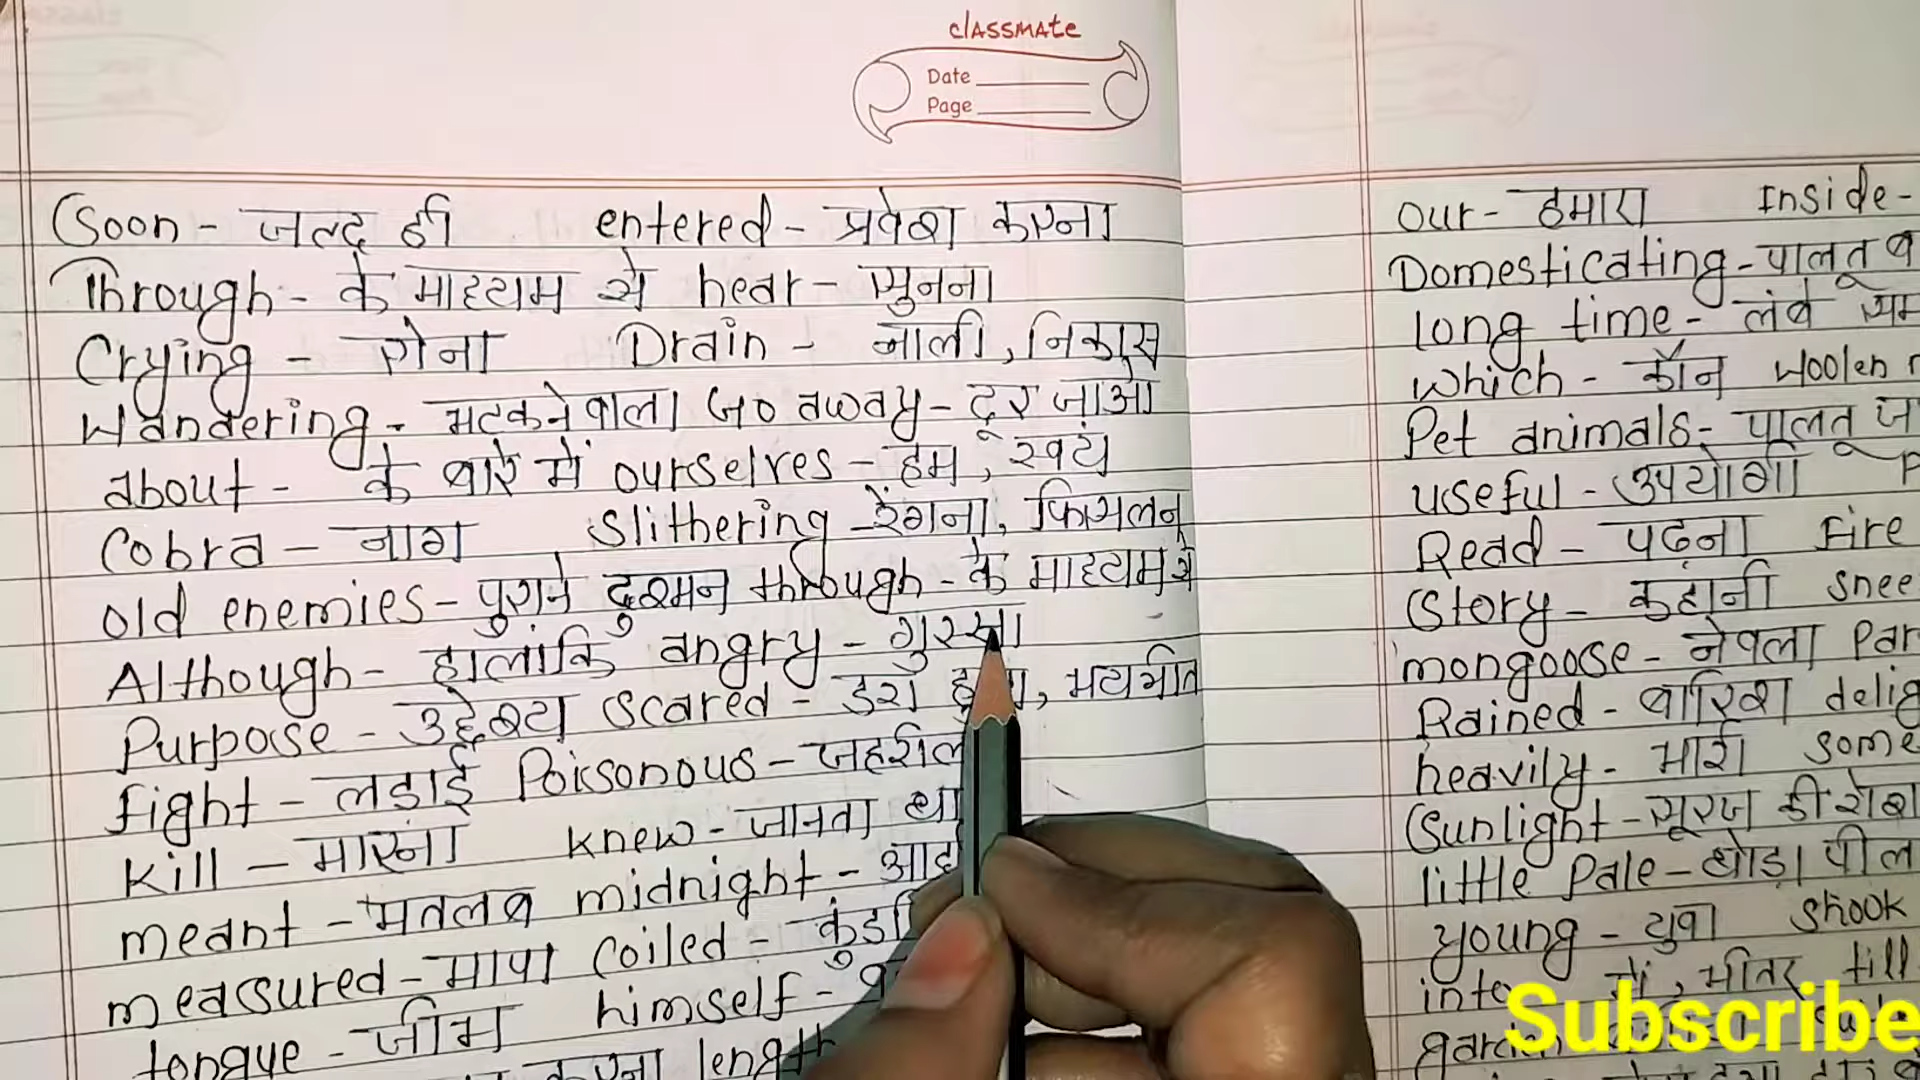 classmate
Date
Page
Soon - जल्द ही entered - प्रवेश करना
Through - के माध्यम से hear - सुनना
Crying - रोना Drain - नाली, निकास
Wandering - भटकने वाला Go away - दूर जाओ
about - के बारे में ourselves - हम, स्वयं
Cobra - नाग Slithering - रेंगना, फिसलन
Old enemies - पुराने दुश्मन through - के माध्यम से
Although - हालांकि angry - गुस्सा
Purpose - उद्देश्य Scared - डरा हुआ, भयभीत
fight - लड़ाई Poisonous -
Kill - मारना knew - जानता था
meant - मतलब midnight -
measured - मापा Coiled -
tongue - जीभ himself -
करना length
our - हमारा Inside -
Domesticating - पालतू
long time - लंबे
which - कौन woolen
Pet animals - पालतू
useful - उपयोगी
Read - पढ़ना Fire
Story - कहानी
mongoose - नेवला
Rained - बारिश
heavily - भारी some
Sunlight - सूरज की
little Pale - थोड़ा
young - युवा shook
into में, भीतर till
Subscribe